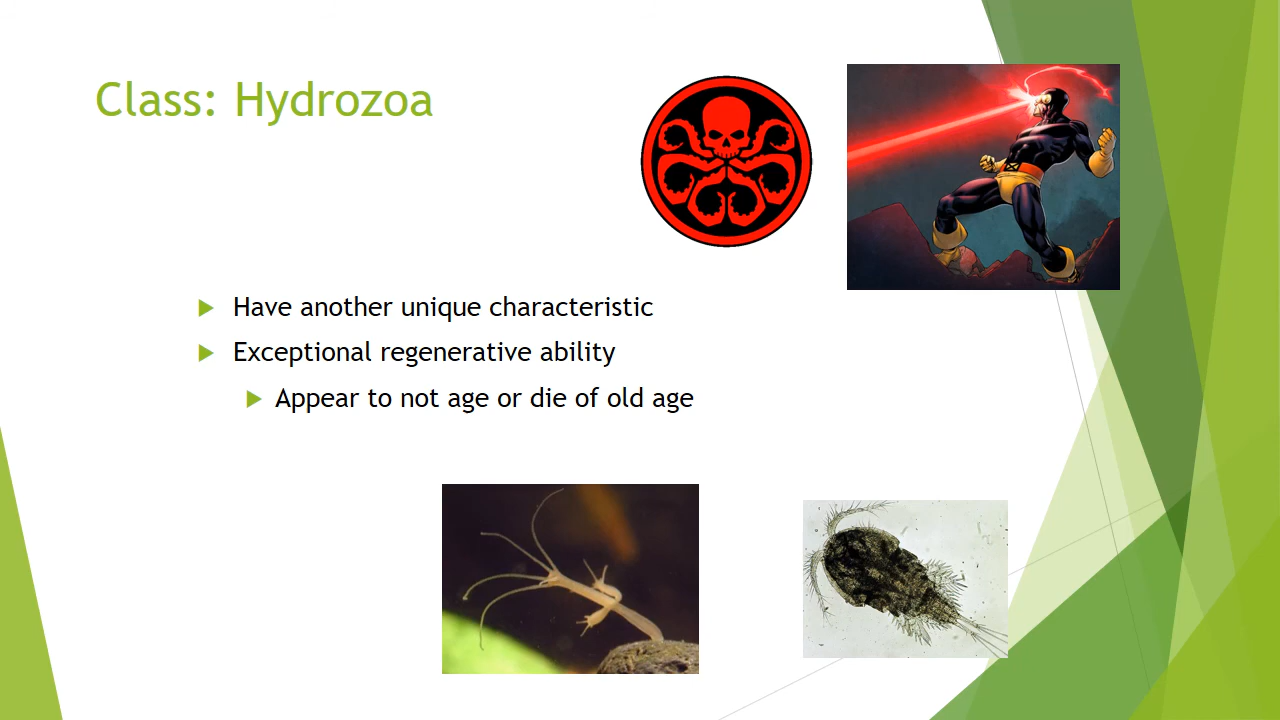 Class: Hydrozoa
Have another unique characteristic
Exceptional regenerative ability
Appear to not age or die of old age